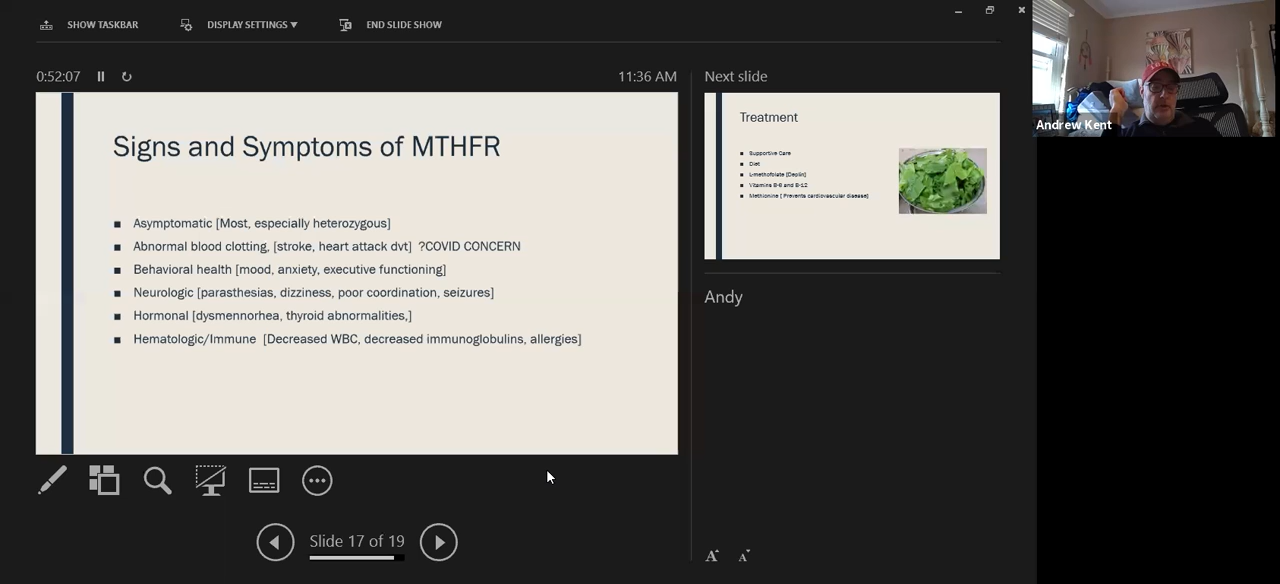 SHOW TASKBAR
DISPLAY SETTINGS ▼
END SLIDE SHOW
0:52:07
11:36 AM
Signs and Symptoms of MTHFR
■ Asymptomatic [Most, especially heterozygous]
■ Abnormal blood clotting, [stroke, heart attack dvt] ?COVID CONCERN
■ Behavioral health [mood, anxiety, executive functioning]
■ Neurologic [parasthesias, dizziness, poor coordination, seizures]
■ Hormonal [dysmennorhea, thyroid abnormalities,]
■ Hematologic/Immune [Decreased WBC, decreased immunoglobulins, allergies]
Slide 17 of 19
Next slide
Treatment
■ Supportive Care
■ Diet
■ L-methofolate [Deplin]
■ Vitamins B-6 and B-12
■ Methionine [ Prevents cardiovascular disease]
Andy
A A
Andrew Kent